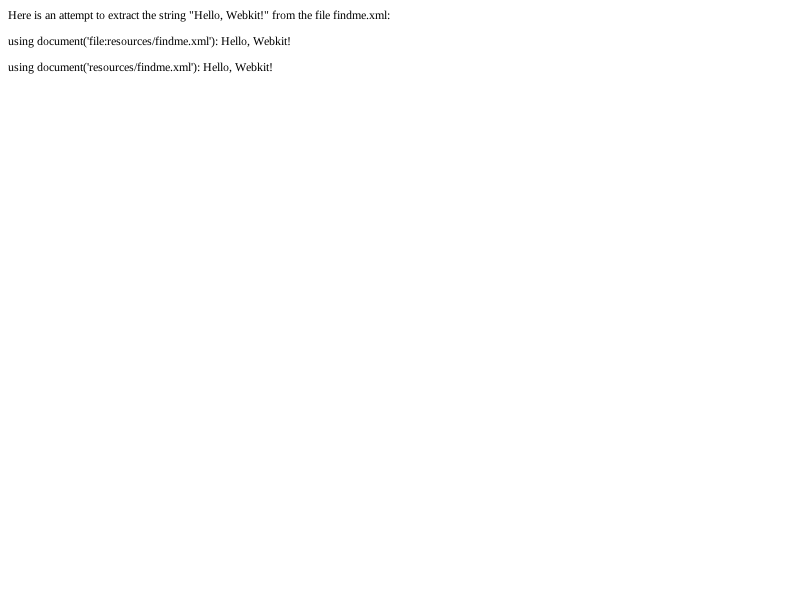 Here is an attempt to extract the string "Hello, Webkit!" from the file findme.xml:
using document('file:resources/findme.xml'): Hello, Webkit!
using document('resources/findme.xml'): Hello, Webkit!